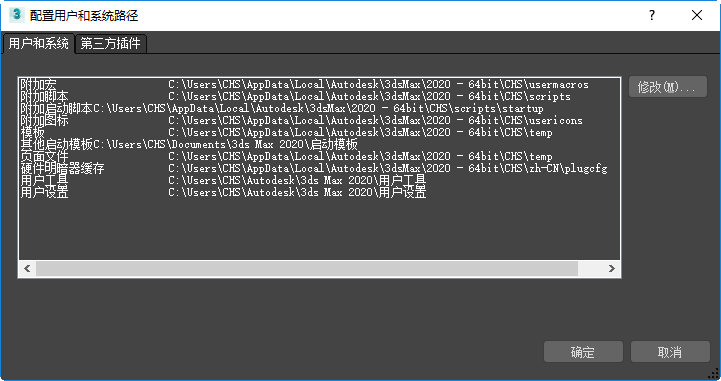 配置用户和系统路径
用户和系统 第三方插件
附加宏 C:\Users\CHS\AppData\Local\Autodesk\3dsMax\2020 - 64bit\CHS\usermacros
附加脚本 C:\Users\CHS\AppData\Local\Autodesk\3dsMax\2020 - 64bit\CHS\scripts
附加启动脚本C:\Users\CHS\AppData\Local\Autodesk\3dsMax\2020 - 64bit\CHS\scripts\startup
附加图标 C:\Users\CHS\AppData\Local\Autodesk\3dsMax\2020 - 64bit\CHS\usericons
模板 C:\Users\CHS\AppData\Local\Autodesk\3dsMax\2020 - 64bit\CHS\temp
其他启动模板C:\Users\CHS\Documents\3ds Max 2020\启动模板
页面文件 C:\Users\CHS\AppData\Local\Autodesk\3dsMax\2020 - 64bit\CHS\temp
硬件明暗器缓存 C:\Users\CHS\AppData\Local\Autodesk\3dsMax\2020 - 64bit\CHS\zh-CN\plugcfg
用户工具 C:\Users\CHS\Autodesk\3ds Max 2020\用户工具
用户设置 C:\Users\CHS\Autodesk\3ds Max 2020\用户设置
修改(M)...
确定 取消